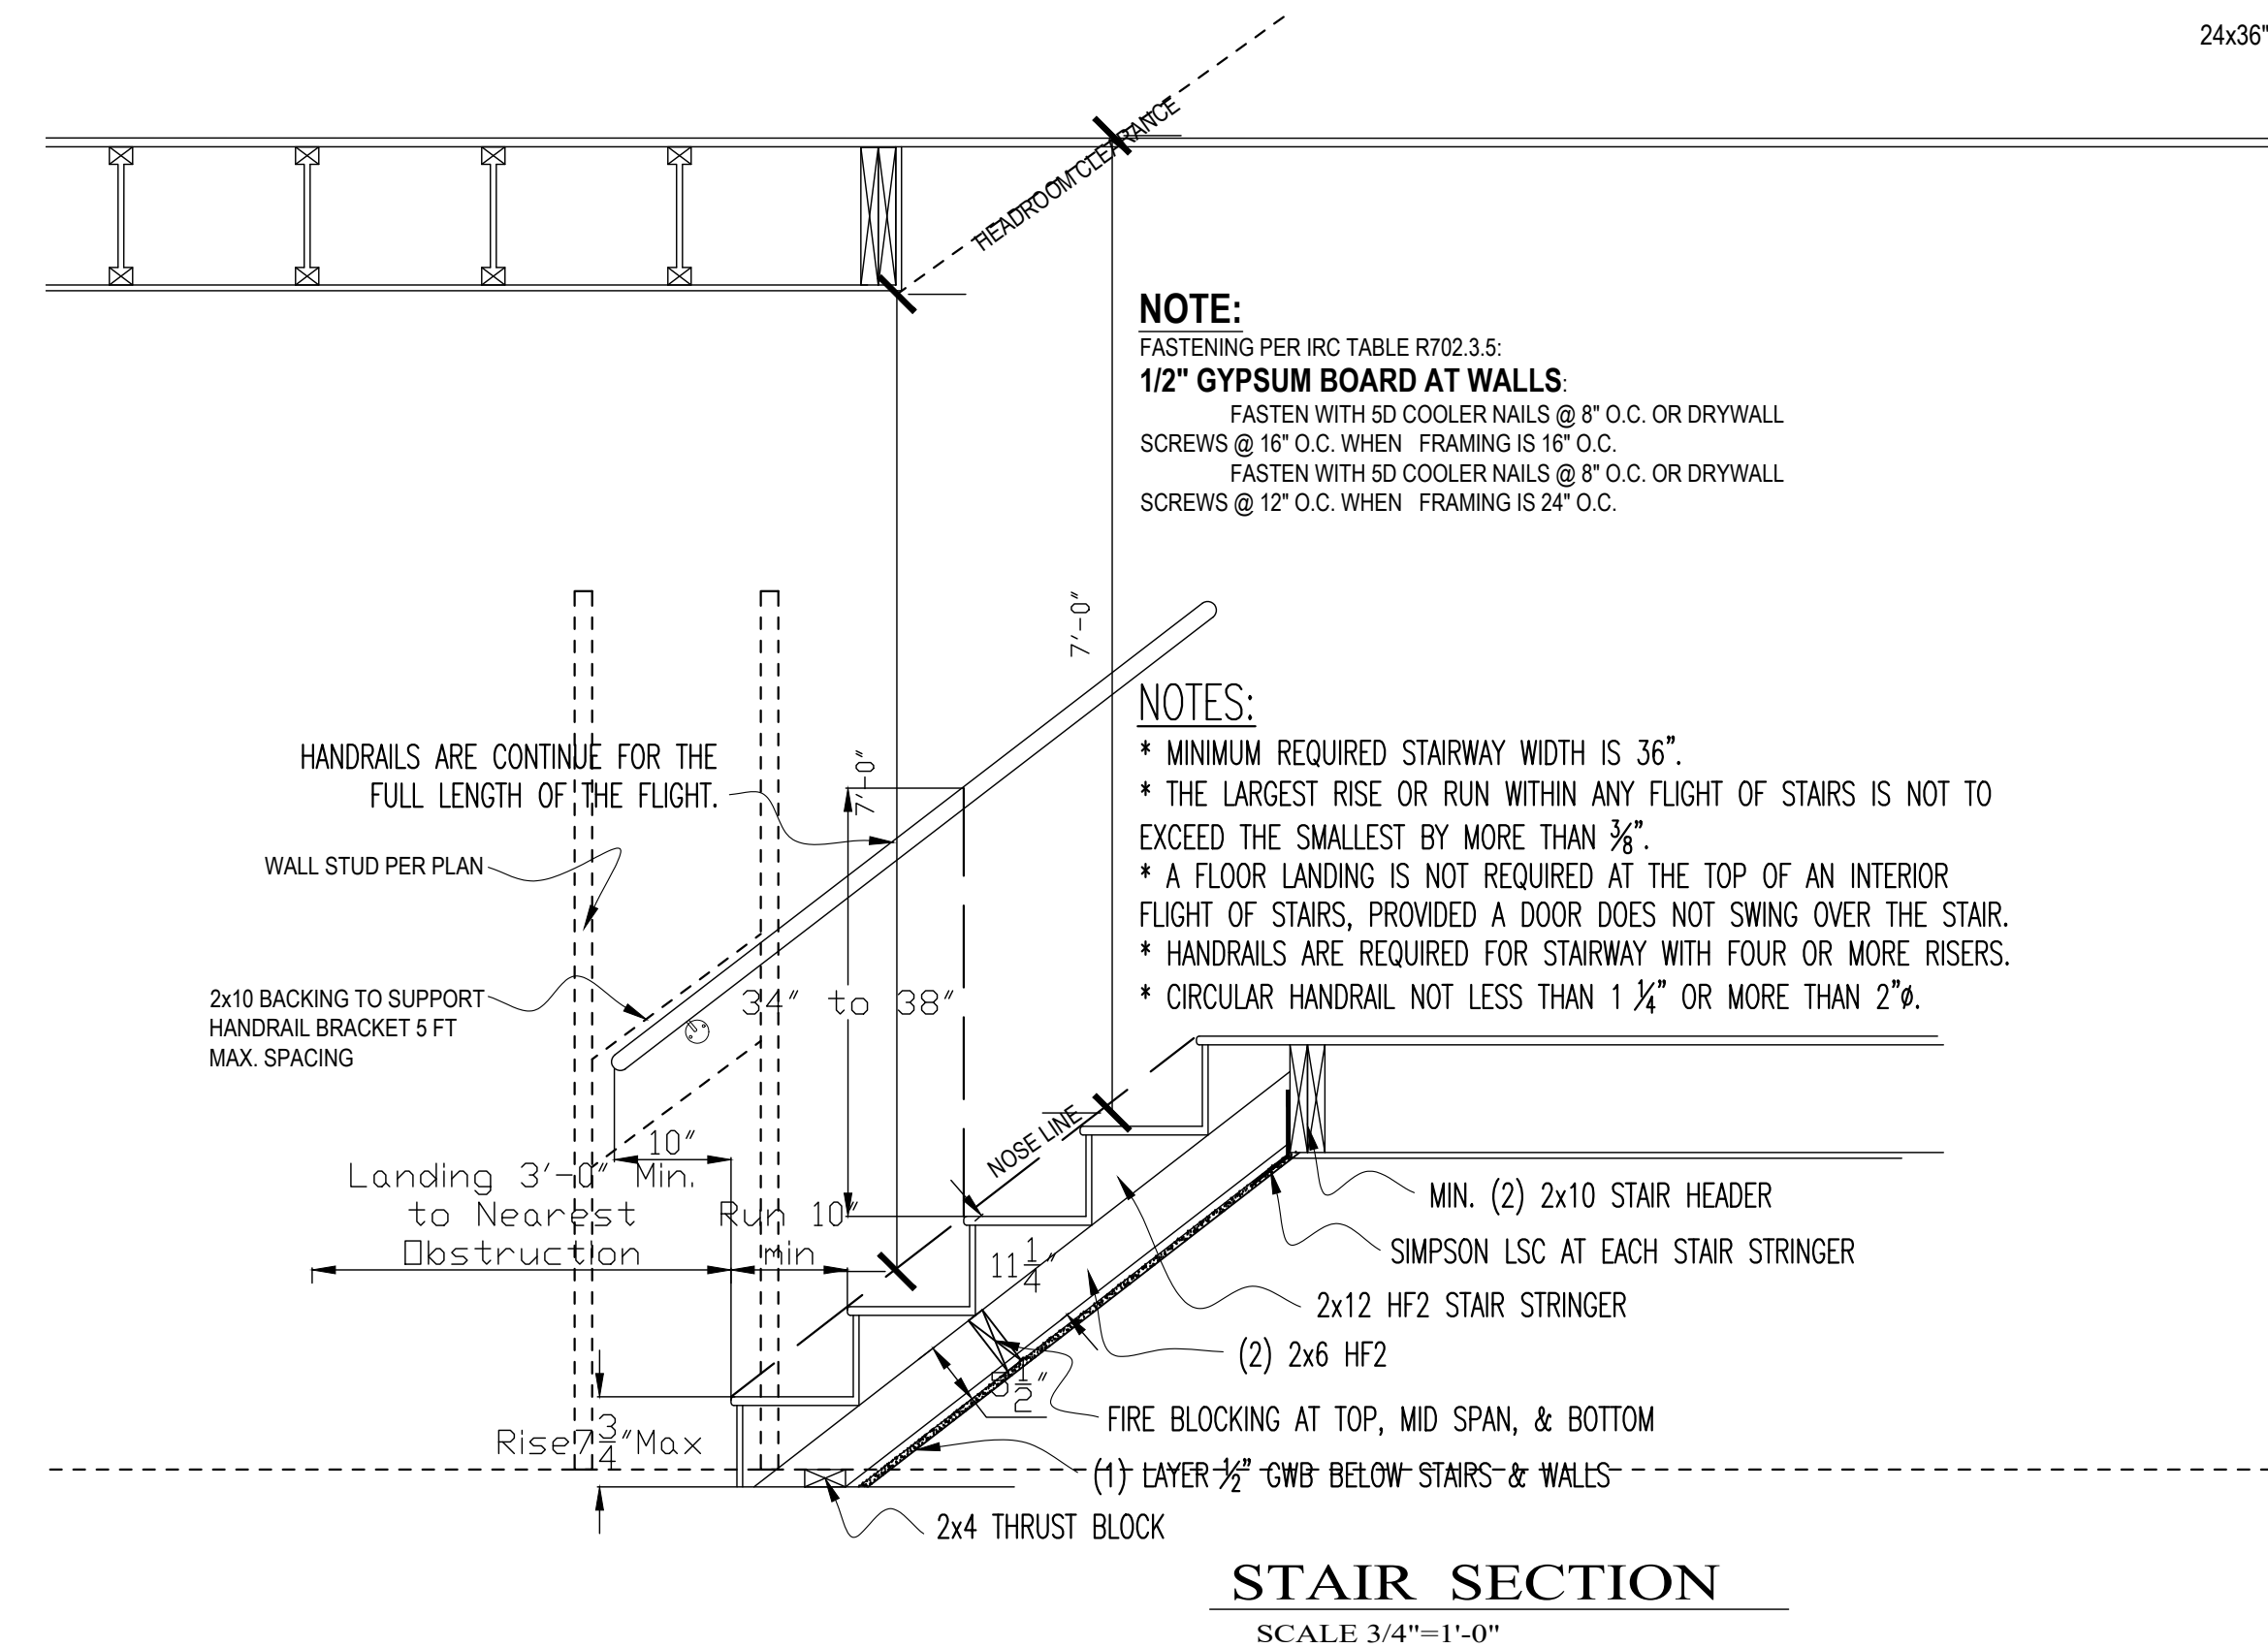 24x36"
HEADROOM CLEARANCE
NOTE:
FASTENING PER IRC TABLE R702.3.5:
1/2" GYPSUM BOARD AT WALLS:
FASTEN WITH 5D COOLER NAILS @ 8" O.C. OR DRYWALL
SCREWS @ 16" O.C. WHEN FRAMING IS 16" O.C.
FASTEN WITH 5D COOLER NAILS @ 8" O.C. OR DRYWALL
SCREWS @ 12" O.C. WHEN FRAMING IS 24" O.C.
7'-0"
7'-0"
NOTES:
* MINIMUM REQUIRED STAIRWAY WIDTH IS 36".
* THE LARGEST RISE OR RUN WITHIN ANY FLIGHT OF STAIRS IS NOT TO
EXCEED THE SMALLEST BY MORE THAN 3/8".
* A FLOOR LANDING IS NOT REQUIRED AT THE TOP OF AN INTERIOR
FLIGHT OF STAIRS, PROVIDED A DOOR DOES NOT SWING OVER THE STAIR.
* HANDRAILS ARE REQUIRED FOR STAIRWAY WITH FOUR OR MORE RISERS.
* CIRCULAR HANDRAIL NOT LESS THAN 1 1/4" OR MORE THAN 2"ø.
HANDRAILS ARE CONTINUE FOR THE
FULL LENGTH OF THE FLIGHT.
WALL STUD PER PLAN
2x10 BACKING TO SUPPORT
HANDRAIL BRACKET 5 FT
MAX. SPACING
34" to 38"
10"
Landing 3'-0" Min.
to Nearest
Obstruction
Run 10"
min
NOSE LINE
11 1/4"
5 1/2"
Rise 7 3/4" Max
MIN. (2) 2x10 STAIR HEADER
SIMPSON LSC AT EACH STAIR STRINGER
2x12 HF2 STAIR STRINGER
(2) 2x6 HF2
FIRE BLOCKING AT TOP, MID SPAN, & BOTTOM
(1) LAYER 1/2" GWB BELOW STAIRS & WALLS
2x4 THRUST BLOCK
STAIR SECTION
SCALE 3/4"=1'-0"